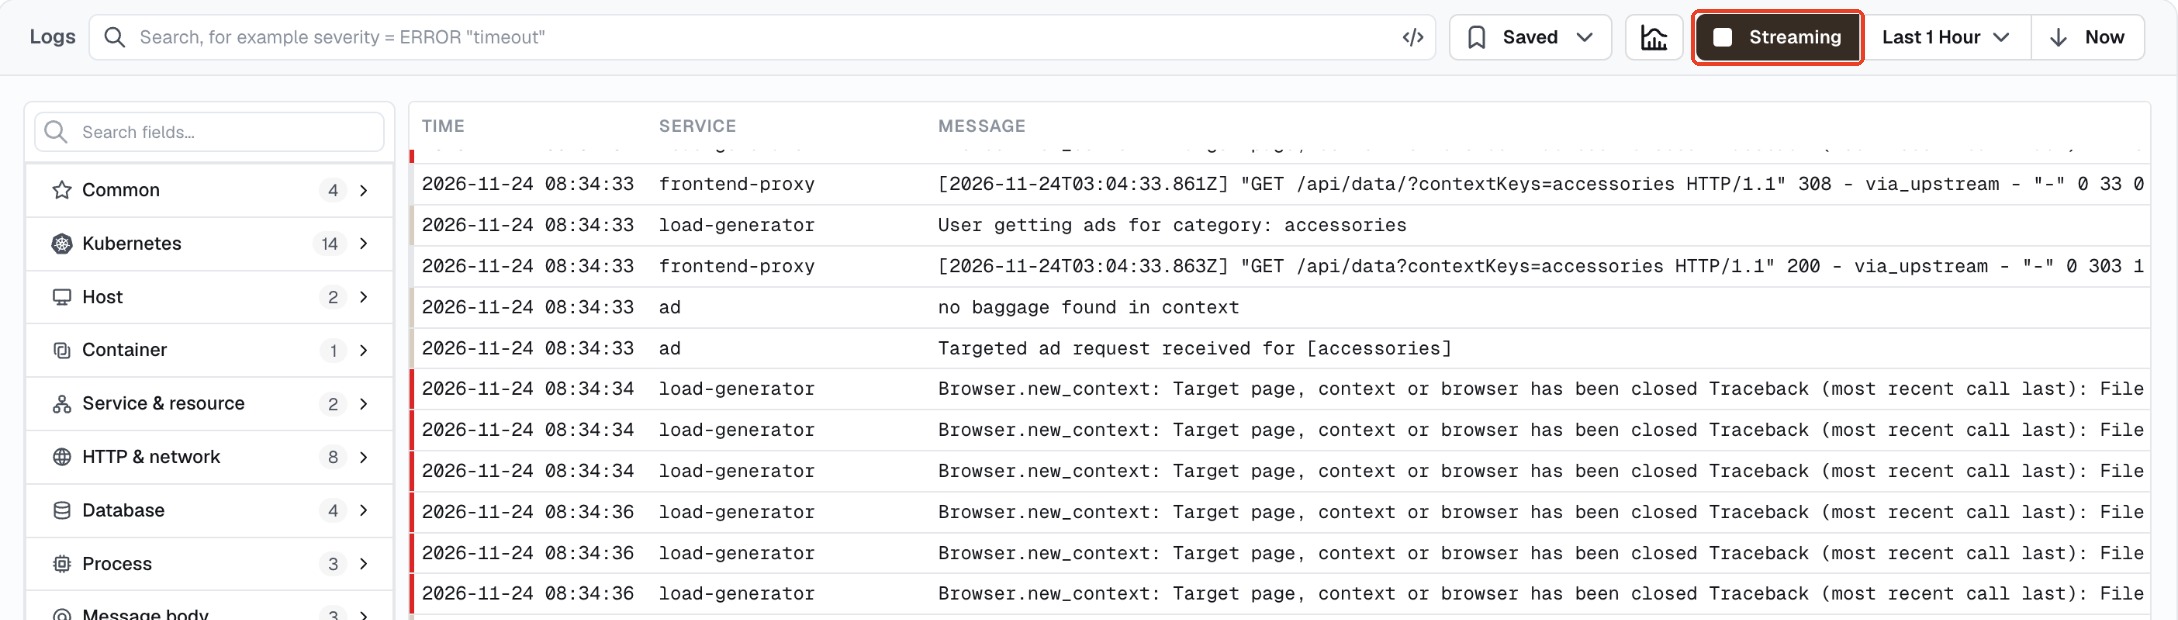 Logs
Search, for example severity = ERROR "timeout"
</>
Saved
Streaming
Last 1 Hour
Now
Search fields...
Common 4
Kubernetes 14
Host 2
Container 1
Service & resource 2
HTTP & network 8
Database 4
Process 3
Message body 3
TIME SERVICE MESSAGE
2026-11-24 08:34:33 frontend-proxy [2026-11-24T03:04:33.861Z] "GET /api/data/?contextKeys=accessories HTTP/1.1" 308 - via_upstream - "-" 0 33 0
2026-11-24 08:34:33 load-generator User getting ads for category: accessories
2026-11-24 08:34:33 frontend-proxy [2026-11-24T03:04:33.863Z] "GET /api/data?contextKeys=accessories HTTP/1.1" 200 - via_upstream - "-" 0 303 1
2026-11-24 08:34:33 ad no baggage found in context
2026-11-24 08:34:33 ad Targeted ad request received for [accessories]
2026-11-24 08:34:34 load-generator Browser.new_context: Target page, context or browser has been closed Traceback (most recent call last): File
2026-11-24 08:34:34 load-generator Browser.new_context: Target page, context or browser has been closed Traceback (most recent call last): File
2026-11-24 08:34:34 load-generator Browser.new_context: Target page, context or browser has been closed Traceback (most recent call last): File
2026-11-24 08:34:36 load-generator Browser.new_context: Target page, context or browser has been closed Traceback (most recent call last): File
2026-11-24 08:34:36 load-generator Browser.new_context: Target page, context or browser has been closed Traceback (most recent call last): File
2026-11-24 08:34:36 load-generator Browser.new_context: Target page, context or browser has been closed Traceback (most recent call last): File